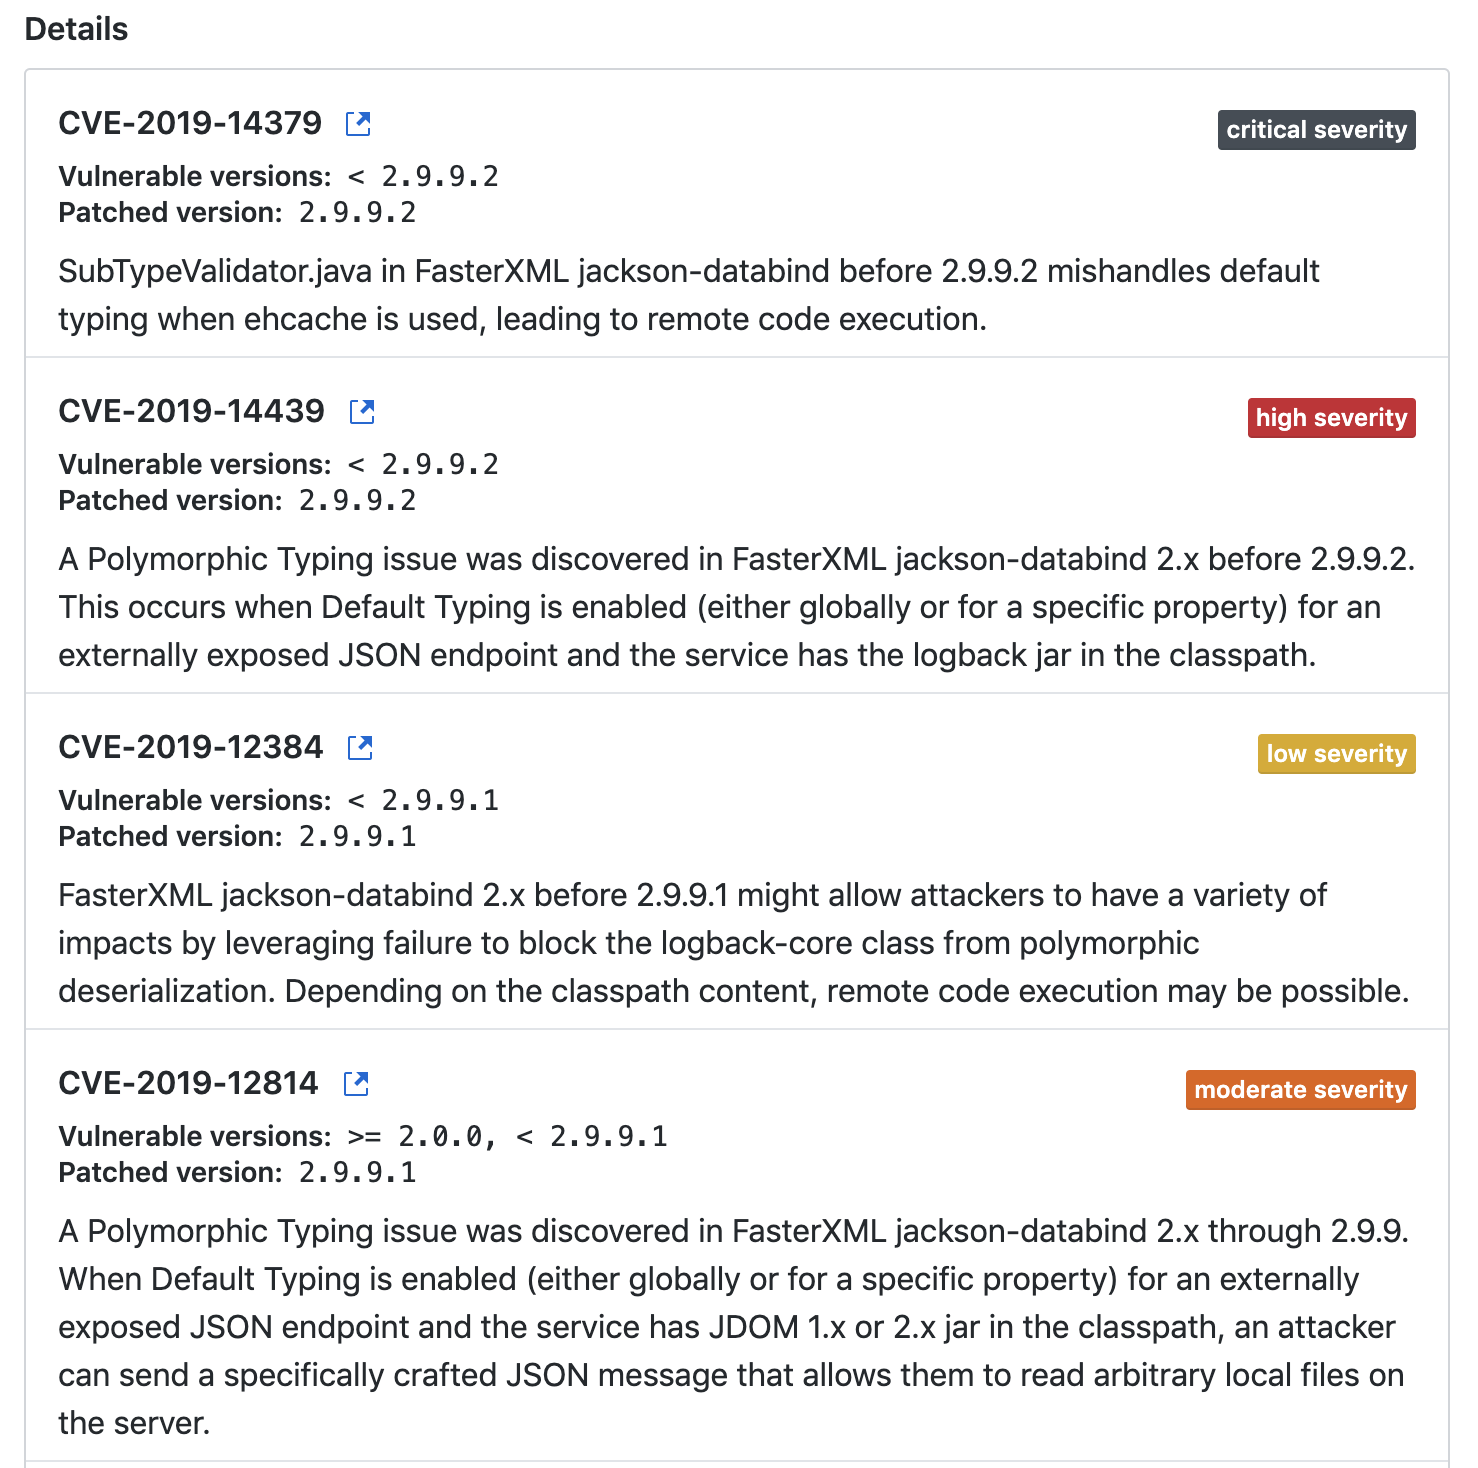 Details
CVE-2019-14379
critical severity
Vulnerable versions: < 2.9.9.2
Patched version: 2.9.9.2
SubTypeValidator.java in FasterXML jackson-databind before 2.9.9.2 mishandles default
typing when ehcache is used, leading to remote code execution.
CVE-2019-14439
high severity
Vulnerable versions: < 2.9.9.2
Patched version: 2.9.9.2
A Polymorphic Typing issue was discovered in FasterXML jackson-databind 2.x before 2.9.9.2.
This occurs when Default Typing is enabled (either globally or for a specific property) for an
externally exposed JSON endpoint and the service has the logback jar in the classpath.
CVE-2019-12384
low severity
Vulnerable versions: < 2.9.9.1
Patched version: 2.9.9.1
FasterXML jackson-databind 2.x before 2.9.9.1 might allow attackers to have a variety of
impacts by leveraging failure to block the logback-core class from polymorphic
deserialization. Depending on the classpath content, remote code execution may be possible.
CVE-2019-12814
moderate severity
Vulnerable versions: >= 2.0.0, < 2.9.9.1
Patched version: 2.9.9.1
A Polymorphic Typing issue was discovered in FasterXML jackson-databind 2.x through 2.9.9.
When Default Typing is enabled (either globally or for a specific property) for an externally
exposed JSON endpoint and the service has JDOM 1.x or 2.x jar in the classpath, an attacker
can send a specifically crafted JSON message that allows them to read arbitrary local files on
the server.